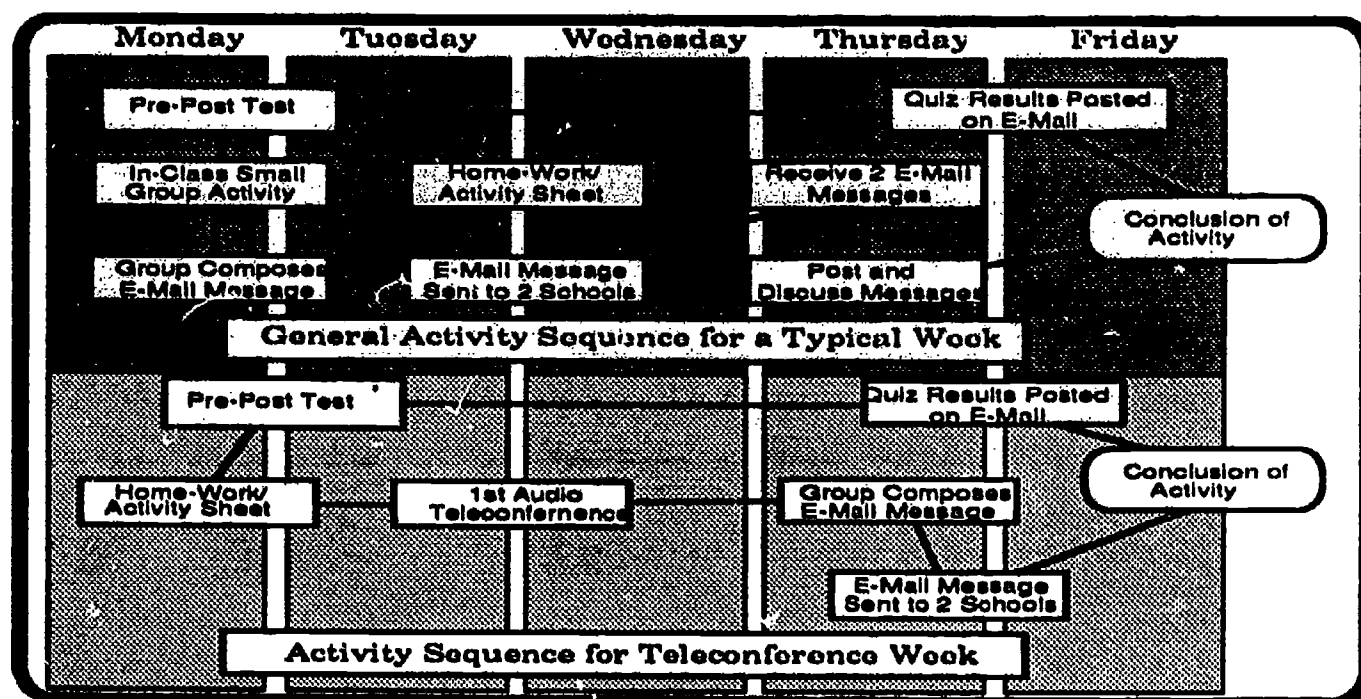 Monday Tuesday Wednesday Thursday Friday
Pre-Post Test
Quiz Results Posted
on E-Mail
In-Class Small
Group Activity
Home-Work/
Activity Sheet
Receive 2 E-Mail
Messages
Conclusion of
Activity
Group Composes
E-Mail Message
E-Mail Message
Sent to 2 Schools
Post and
Discuss Messages
General Activity Sequence for a Typical Week
Pre-Post Test
Quiz Results Posted
on E-Mail
Home-Work/
Activity Sheet
1st Audio
Teleconfernence
Group Composes
E-Mail Message
Conclusion of
Activity
E-Mail Message
Sent to 2 Schools
Activity Sequence for Teleconference Week